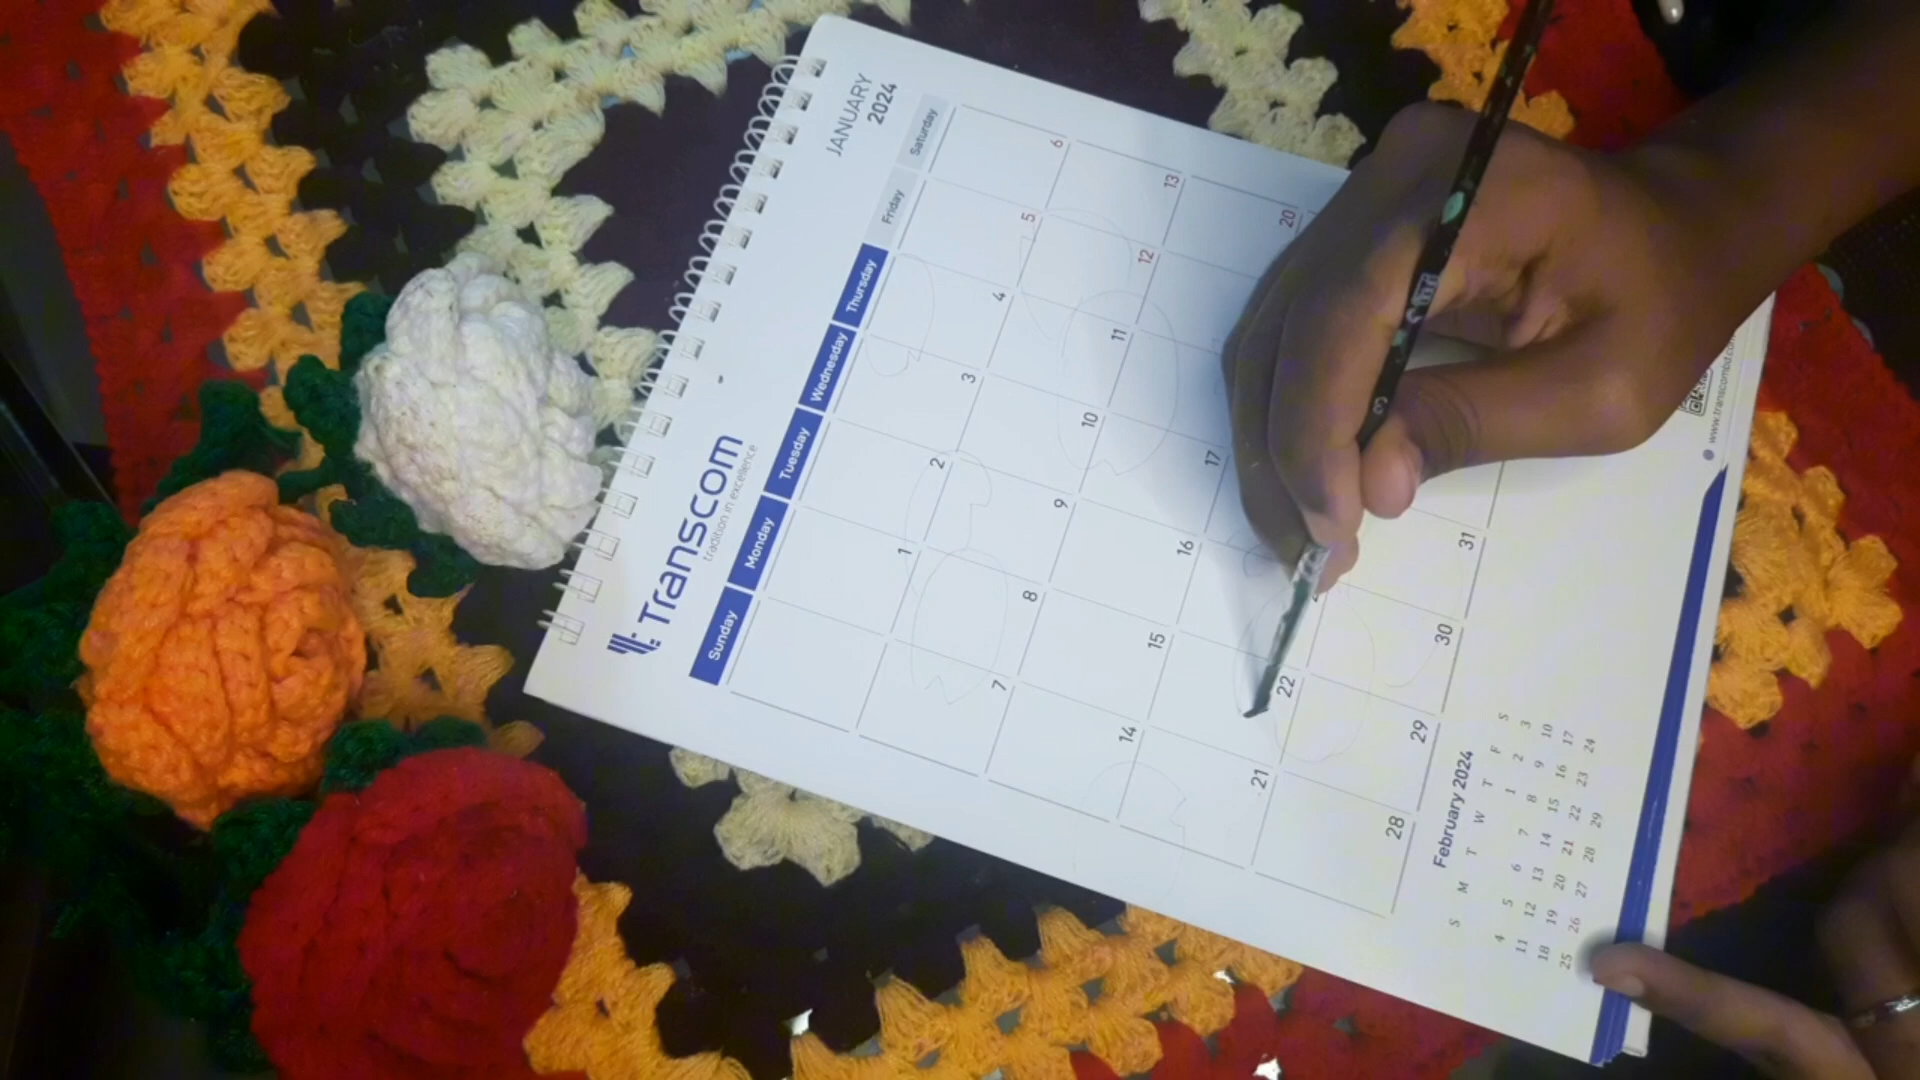 Transcom
tradition in excellence
JANUARY
2024
Sunday Monday Tuesday Wednesday Thursday Friday Saturday
1 2 3 4 5 6
7 8 9 10 11 12 13
14 15 16 17 20
21 22
28 29 30 31
February 2024
S M T W T F S
1 2 3
4 5 6 7 8 9 10
11 12 13 14 15 16 17
18 19 20 21 22 23 24
25 26 27 28 29
www.transcombd.com
3